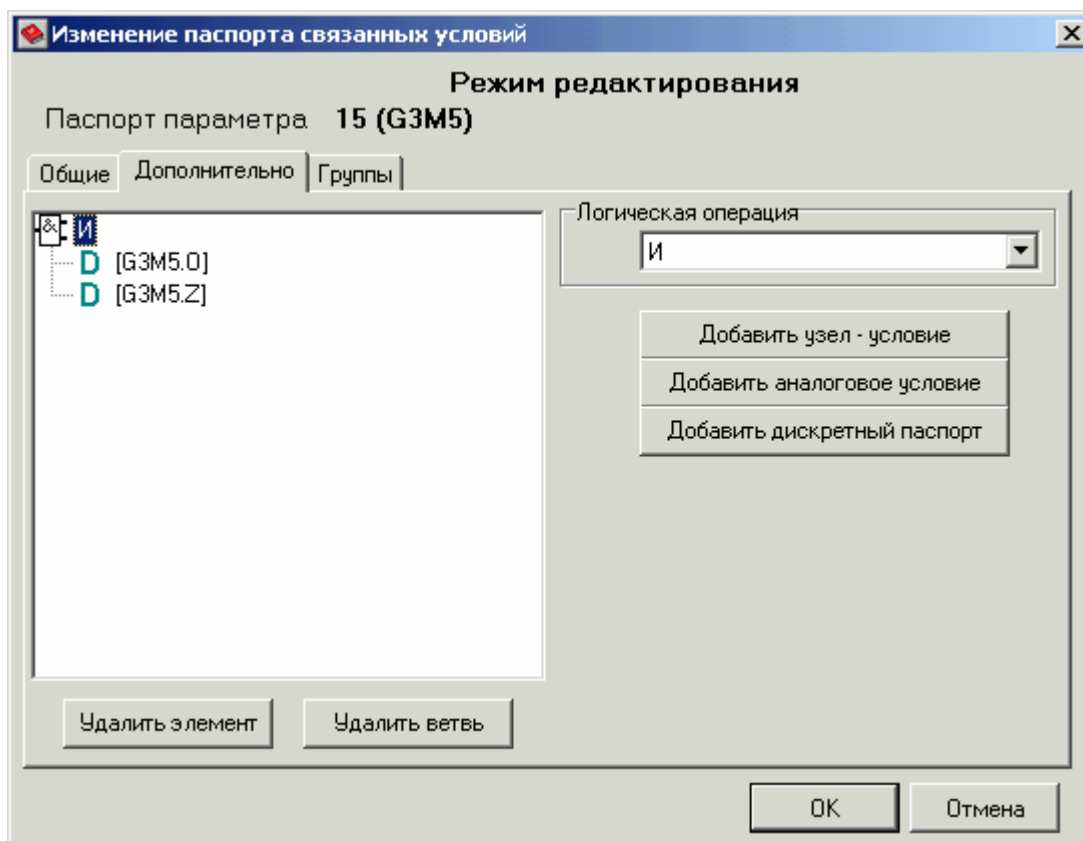 Изменение паспорта связанных условий
Режим редактирования
Паспорт параметра 15 (G3M5)
Общие Дополнительно Группы
& И
D [G3M5.O]
D [G3M5.Z]
Логическая операция
И
Добавить узел - условие
Добавить аналоговое условие
Добавить дискретный паспорт
Удалить элемент Удалить ветвь
OK Отмена